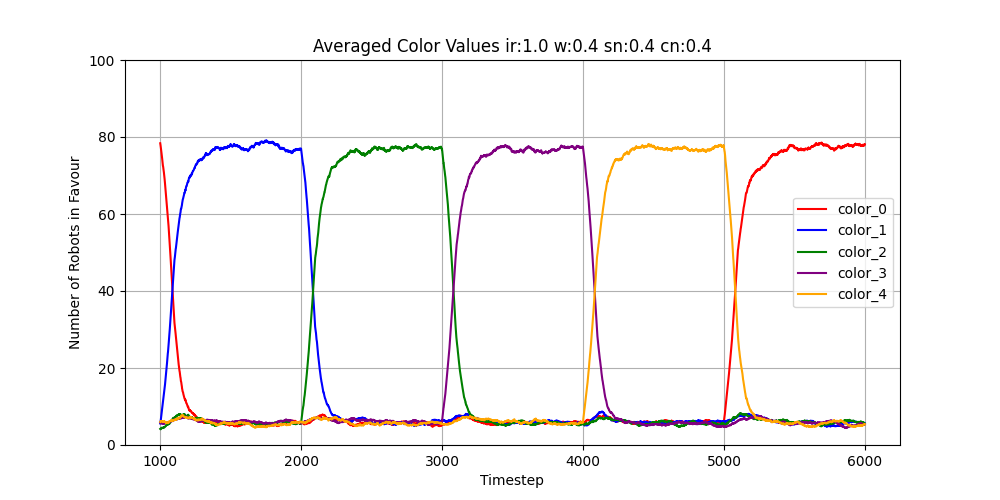 Averaged Color Values ir:1.0 w:0.4 sn:0.4 cn:0.4
Number of Robots in Favour
100
80
60
40
20
0
color_0
color_1
color_2
color_3
color_4
1000 2000 3000 4000 5000 6000
Timestep